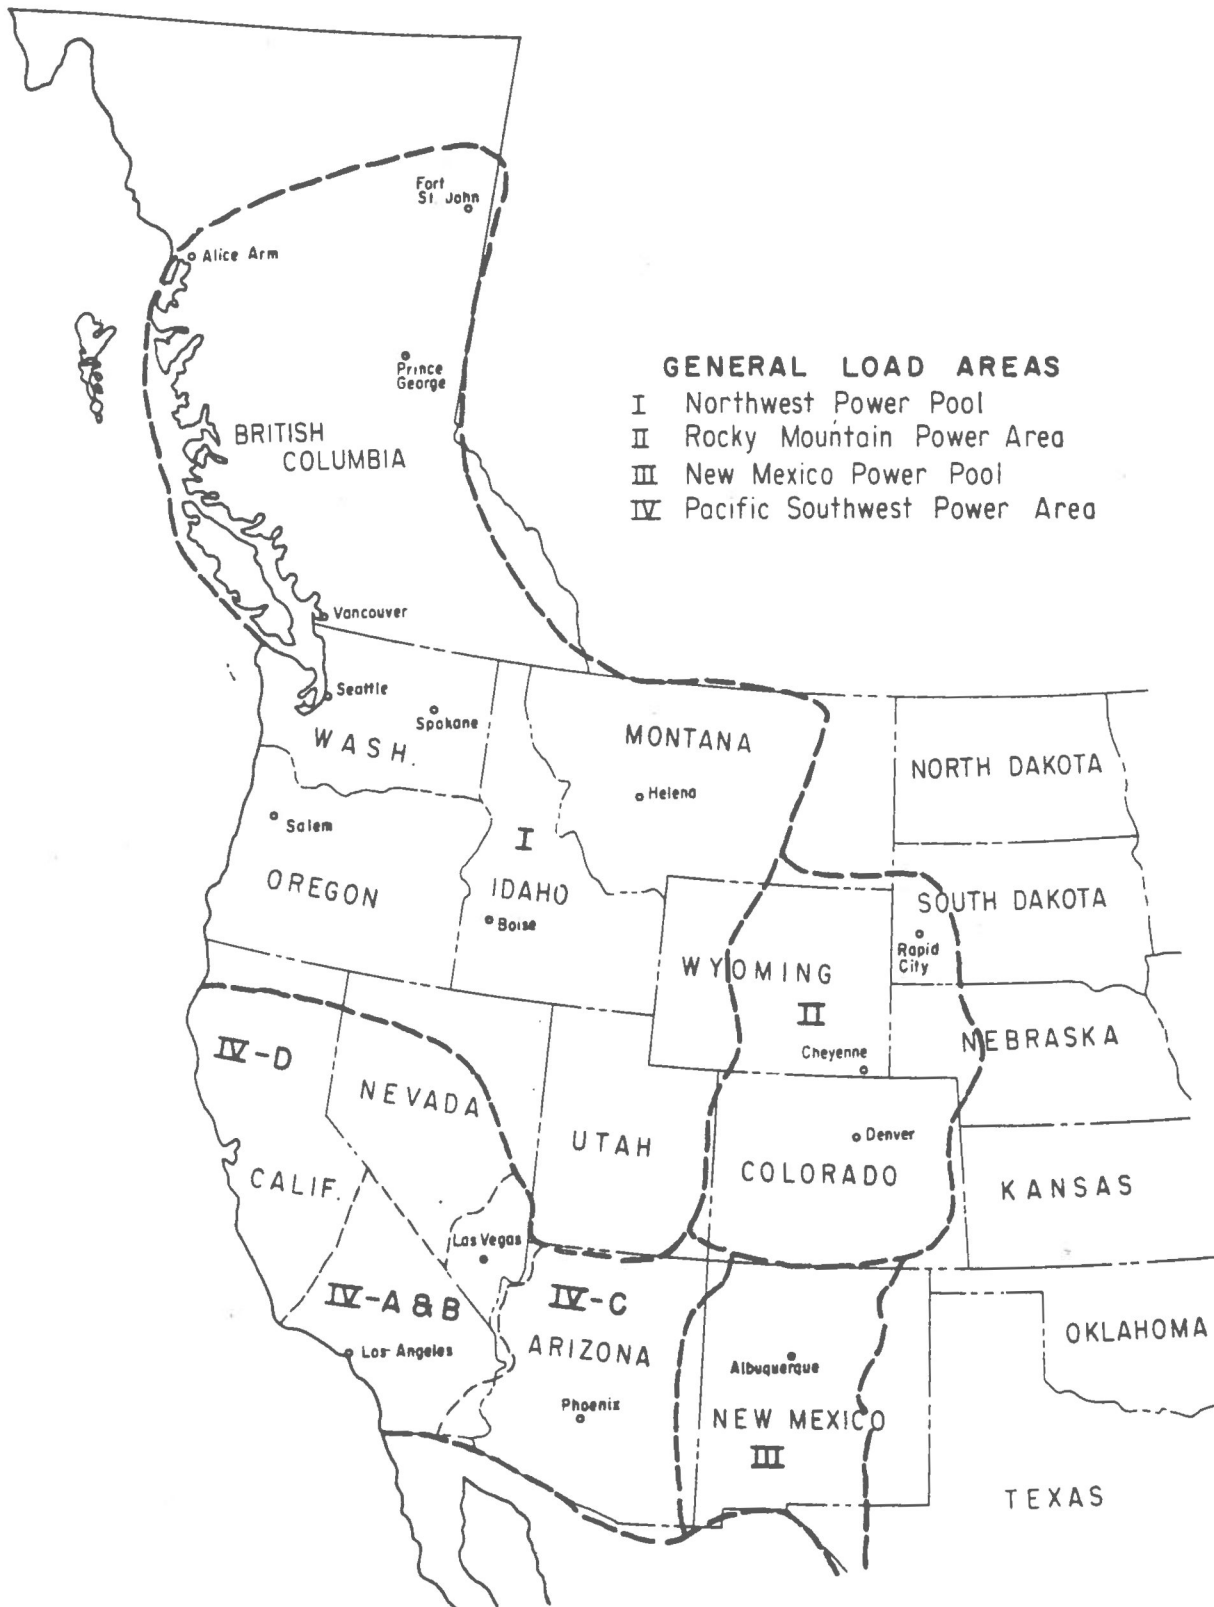 Fort
St. John
Alice Arm
Prince
George
GENERAL LOAD AREAS
I Northwest Power Pool
II Rocky Mountain Power Area
III New Mexico Power Pool
IV Pacific Southwest Power Area
BRITISH
COLUMBIA
Vancouver
Seattle
Spokane
WASH.
MONTANA
Helena
NORTH DAKOTA
Salem
OREGON
I
IDAHO
Boise
SOUTH DAKOTA
Rapid
City
WYOMING
II
Cheyenne
NEBRASKA
IV-D
NEVADA
UTAH
Denver
COLORADO
KANSAS
CALIF.
Las Vegas
IV-A & B
Los Angeles
IV-C
ARIZONA
Phoenix
Albuquerque
NEW MEXICO
III
OKLAHOMA
TEXAS